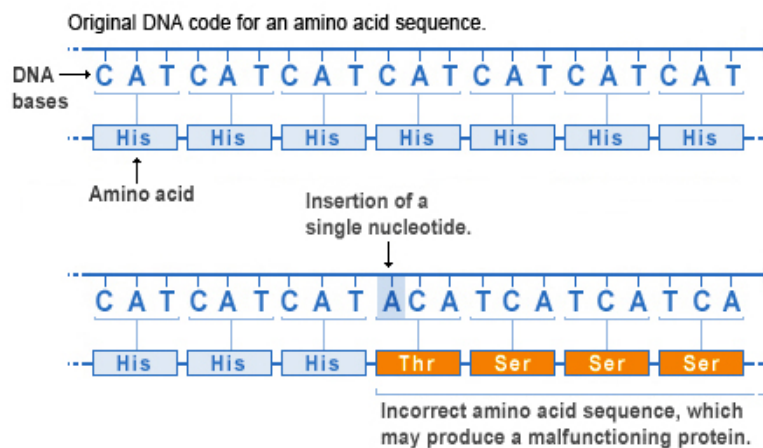 Original DNA code for an amino acid sequence.
DNA bases
C A T C A T C A T C A T C A T C A T C A T
His His His His His His His
Amino acid
Insertion of a
single nucleotide.
C A T C A T C A T A C A T C A T C A T C A
His His His Thr Ser Ser Ser
Incorrect amino acid sequence, which
may produce a malfunctioning protein.